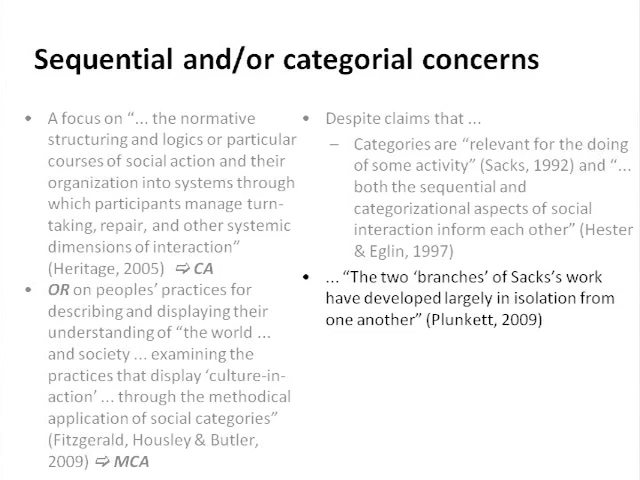 Sequential and/or categorial concerns
• A focus on “... the normative
structuring and logics or particular
courses of social action and their
organization into systems through
which participants manage turn-
taking, repair, and other systemic
dimensions of interaction”
(Heritage, 2005) ⇨ CA
• OR on peoples’ practices for
describing and displaying their
understanding of “the world ...
and society ... examining the
practices that display ‘culture-in-
action’ ... through the methodical
application of social categories”
(Fitzgerald, Housley & Butler,
2009) ⇨ MCA
• Despite claims that ...
– Categories are “relevant for the doing
of some activity” (Sacks, 1992) and “...
both the sequential and
categorizational aspects of social
interaction inform each other” (Hester
& Eglin, 1997)
• ... “The two ‘branches’ of Sacks’s work
have developed largely in isolation from
one another” (Plunkett, 2009)